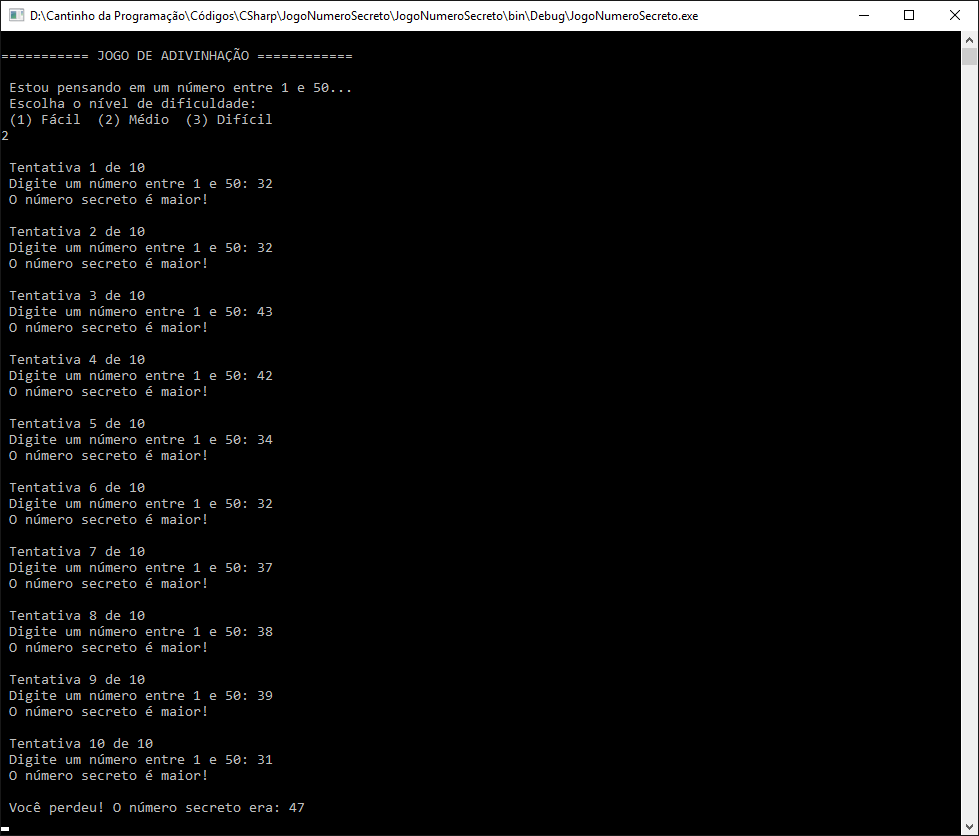 D:\Cantinho da Programação\Códigos\CSharp\JogoNumeroSecreto\JogoNumeroSecreto\bin\Debug\JogoNumeroSecreto.exe
=========== JOGO DE ADIVINHAÇÃO ============
Estou pensando em um número entre 1 e 50...
Escolha o nível de dificuldade:
(1) Fácil  (2) Médio  (3) Difícil
2
Tentativa 1 de 10
Digite um número entre 1 e 50: 32
O número secreto é maior!
Tentativa 2 de 10
Digite um número entre 1 e 50: 32
O número secreto é maior!
Tentativa 3 de 10
Digite um número entre 1 e 50: 43
O número secreto é maior!
Tentativa 4 de 10
Digite um número entre 1 e 50: 42
O número secreto é maior!
Tentativa 5 de 10
Digite um número entre 1 e 50: 34
O número secreto é maior!
Tentativa 6 de 10
Digite um número entre 1 e 50: 32
O número secreto é maior!
Tentativa 7 de 10
Digite um número entre 1 e 50: 37
O número secreto é maior!
Tentativa 8 de 10
Digite um número entre 1 e 50: 38
O número secreto é maior!
Tentativa 9 de 10
Digite um número entre 1 e 50: 39
O número secreto é maior!
Tentativa 10 de 10
Digite um número entre 1 e 50: 31
O número secreto é maior!
Você perdeu! O número secreto era: 47